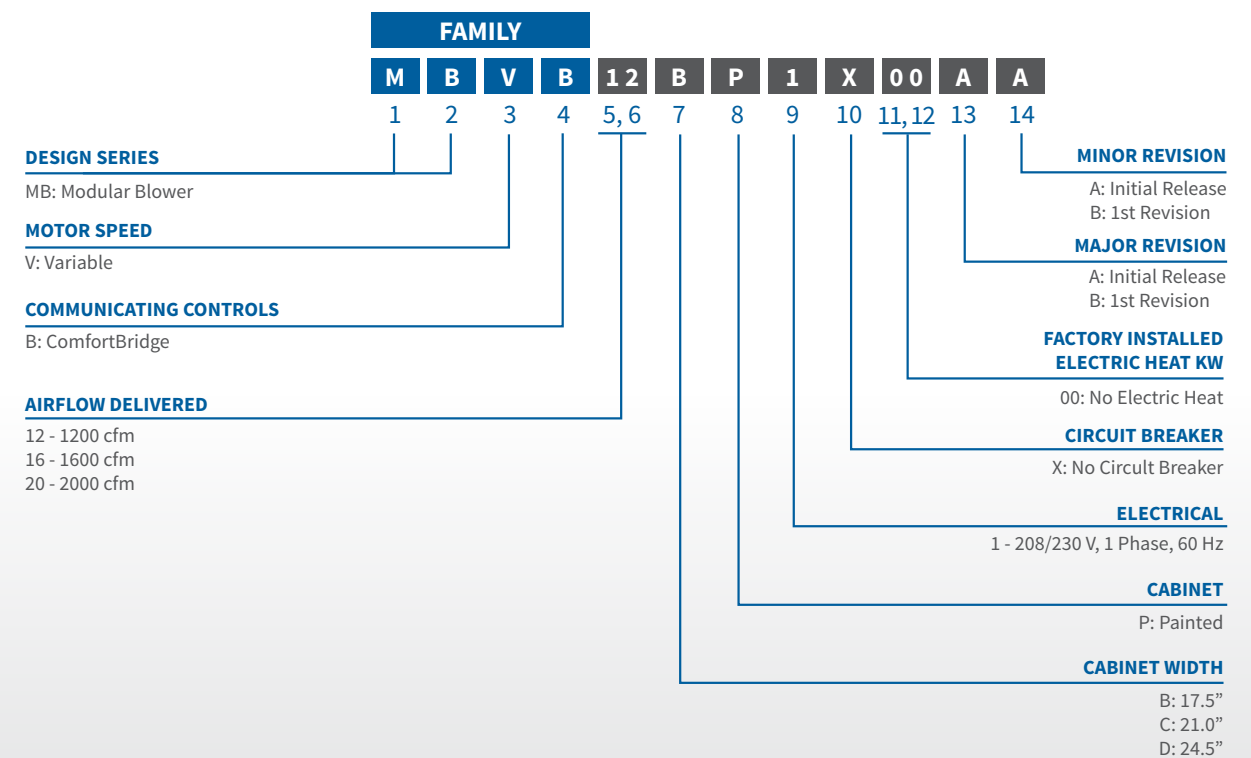 FAMILY
M B V B 1 2 B P 1 X 0 0 A A
1 2 3 4 5, 6 7 8 9 10 11, 12 13 14
DESIGN SERIES
MB: Modular Blower
MOTOR SPEED
V: Variable
COMMUNICATING CONTROLS
B: ComfortBridge
AIRFLOW DELIVERED
12 - 1200 cfm
16 - 1600 cfm
20 - 2000 cfm
MINOR REVISION
A: Initial Release
B: 1st Revision
MAJOR REVISION
A: Initial Release
B: 1st Revision
FACTORY INSTALLED
ELECTRIC HEAT KW
00: No Electric Heat
CIRCUIT BREAKER
X: No Circult Breaker
ELECTRICAL
1 - 208/230 V, 1 Phase, 60 Hz
CABINET
P: Painted
CABINET WIDTH
B: 17.5”
C: 21.0”
D: 24.5”